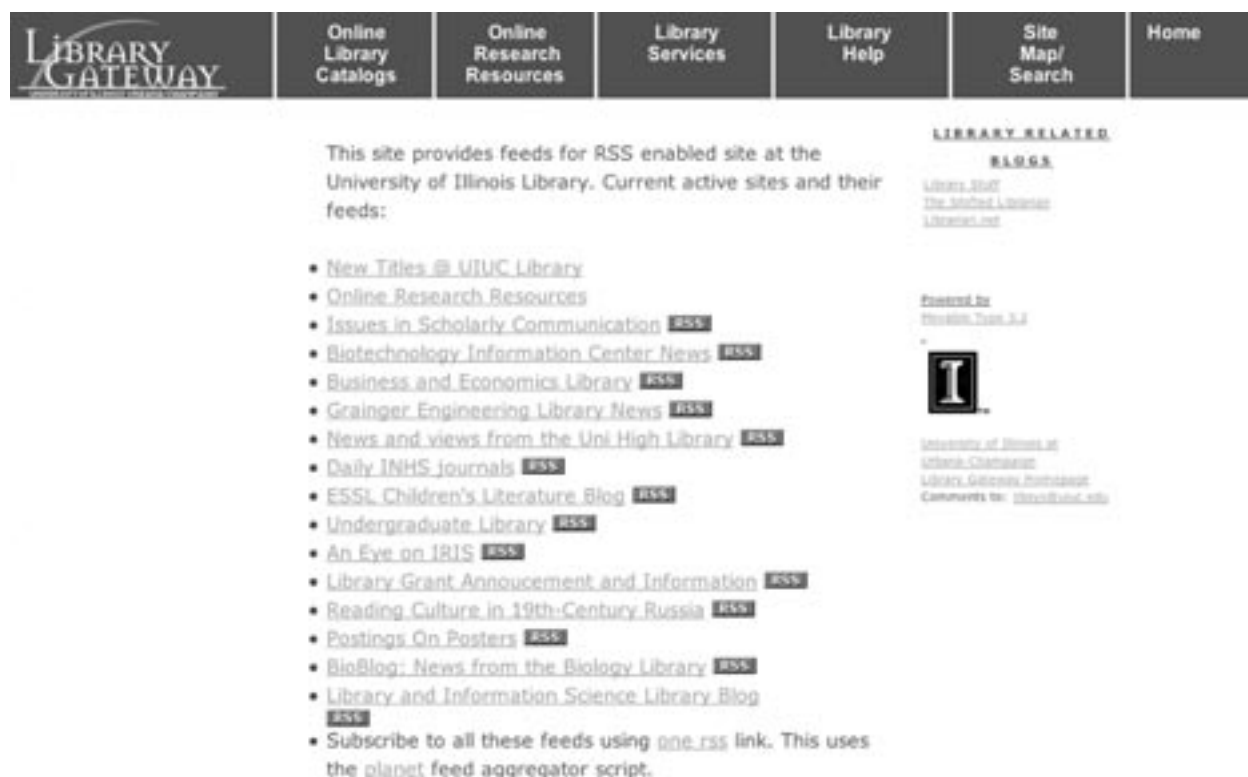 LIBRARY
GATEWAY
UNIVERSITY OF ILLINOIS URBANA-CHAMPAIGN
Online
Library
Catalogs
Online
Research
Resources
Library
Services
Library
Help
Site
Map/
Search
Home
This site provides feeds for RSS enabled site at the
University of Illinois Library. Current active sites and their
feeds:
• New Titles @ UIUC Library
• Online Research Resources
• Issues in Scholarly Communication RSS
• Biotechnology Information Center News RSS
• Business and Economics Library RSS
• Grainger Engineering Library News RSS
• News and views from the Uni High Library RSS
• Daily INHS journals RSS
• ESSL Children's Literature Blog RSS
• Undergraduate Library RSS
• An Eye on IRIS RSS
• Library Grant Annoucement and Information RSS
• Reading Culture in 19th-Century Russia RSS
• Postings On Posters RSS
• BioBlog: News from the Biology Library RSS
• Library and Information Science Library Blog
RSS
• Subscribe to all these feeds using one rss link. This uses
the planet feed aggregator script.
LIBRARY RELATED
BLOGS
Library Stuff
The Shifted Librarian
Librarian.net
Powered by
Movable Type 3.2
I
University of Illinois at
Urbana-Champaign
Library Gateway Homepage
Comments to: